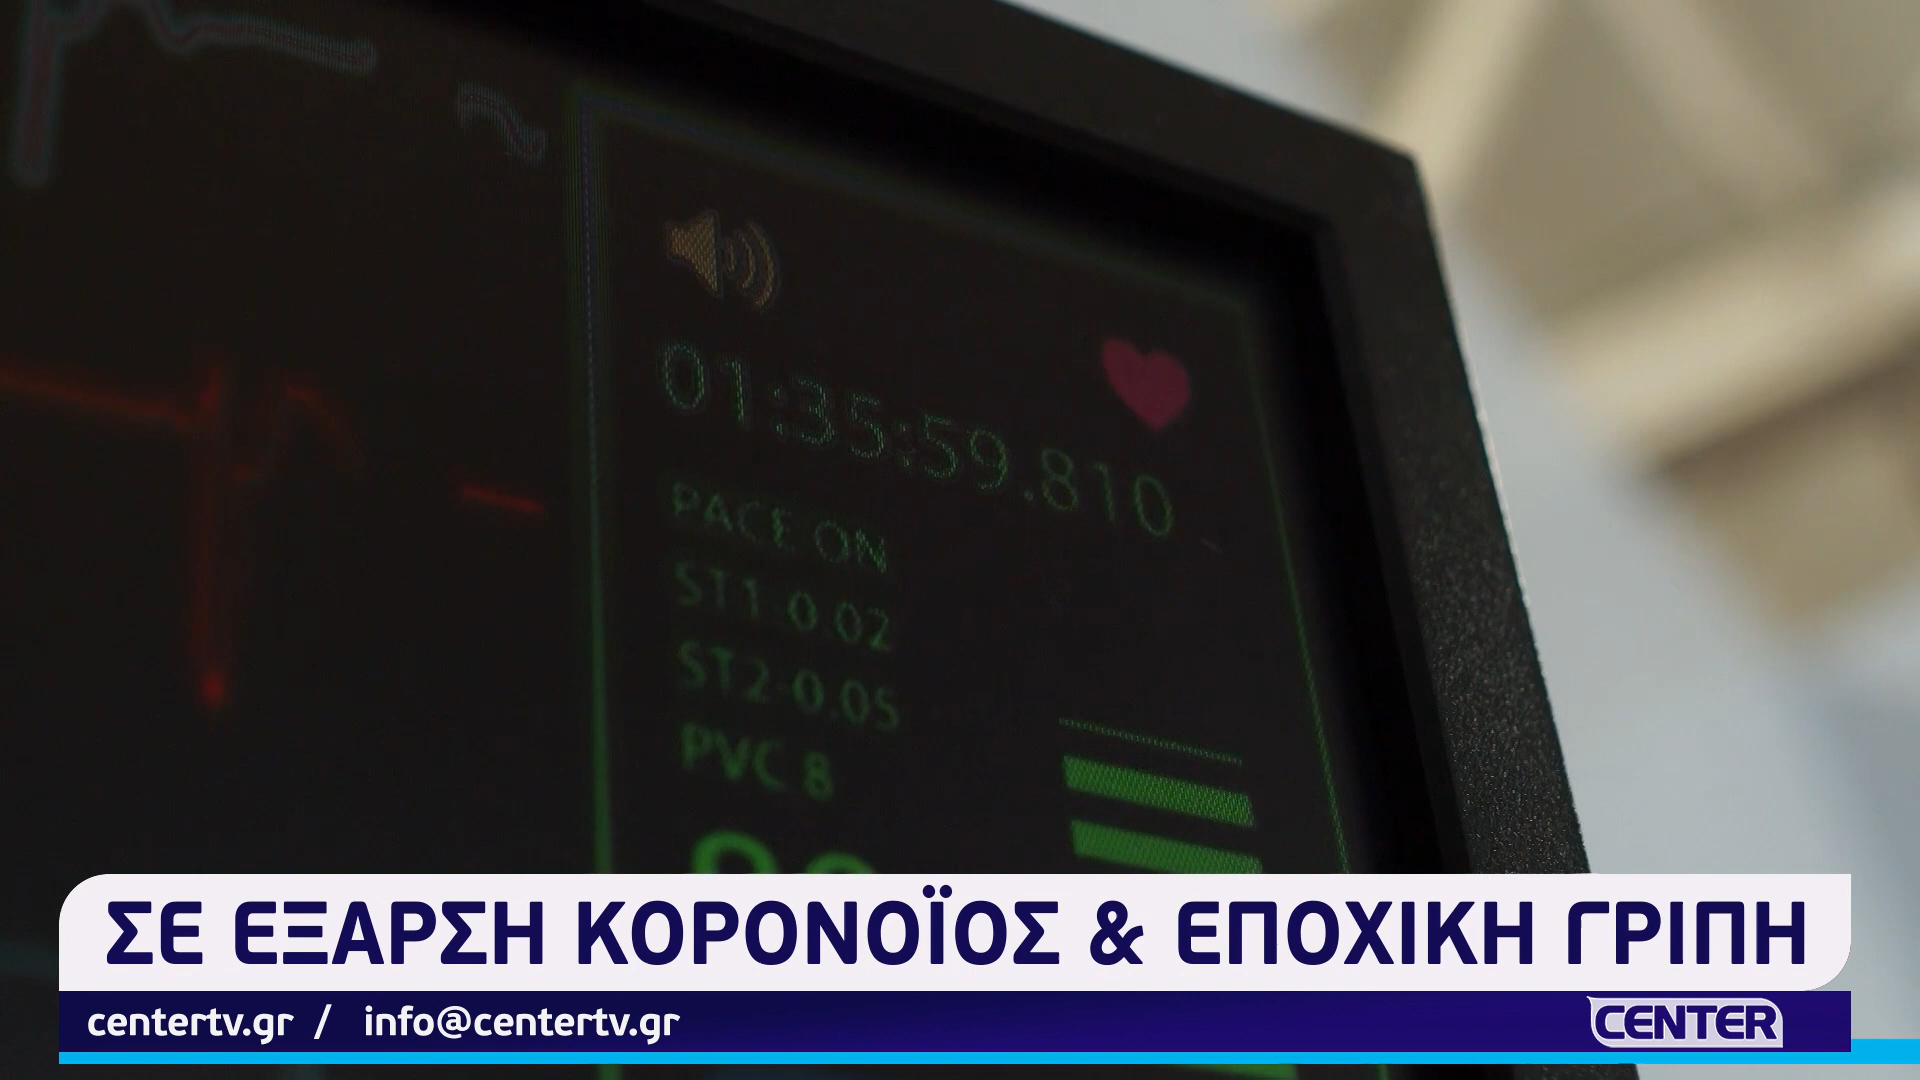 01:35:59.810
PACE ON
ST1-0.02
ST2-0.05
PVC 8
ΣΕ ΕΞΑΡΣΗ ΚΟΡΟΝΟΪΟΣ & ΕΠΟΧΙΚΗ ΓΡΙΠΗ
centertv.gr / info@centertv.gr
CENTER